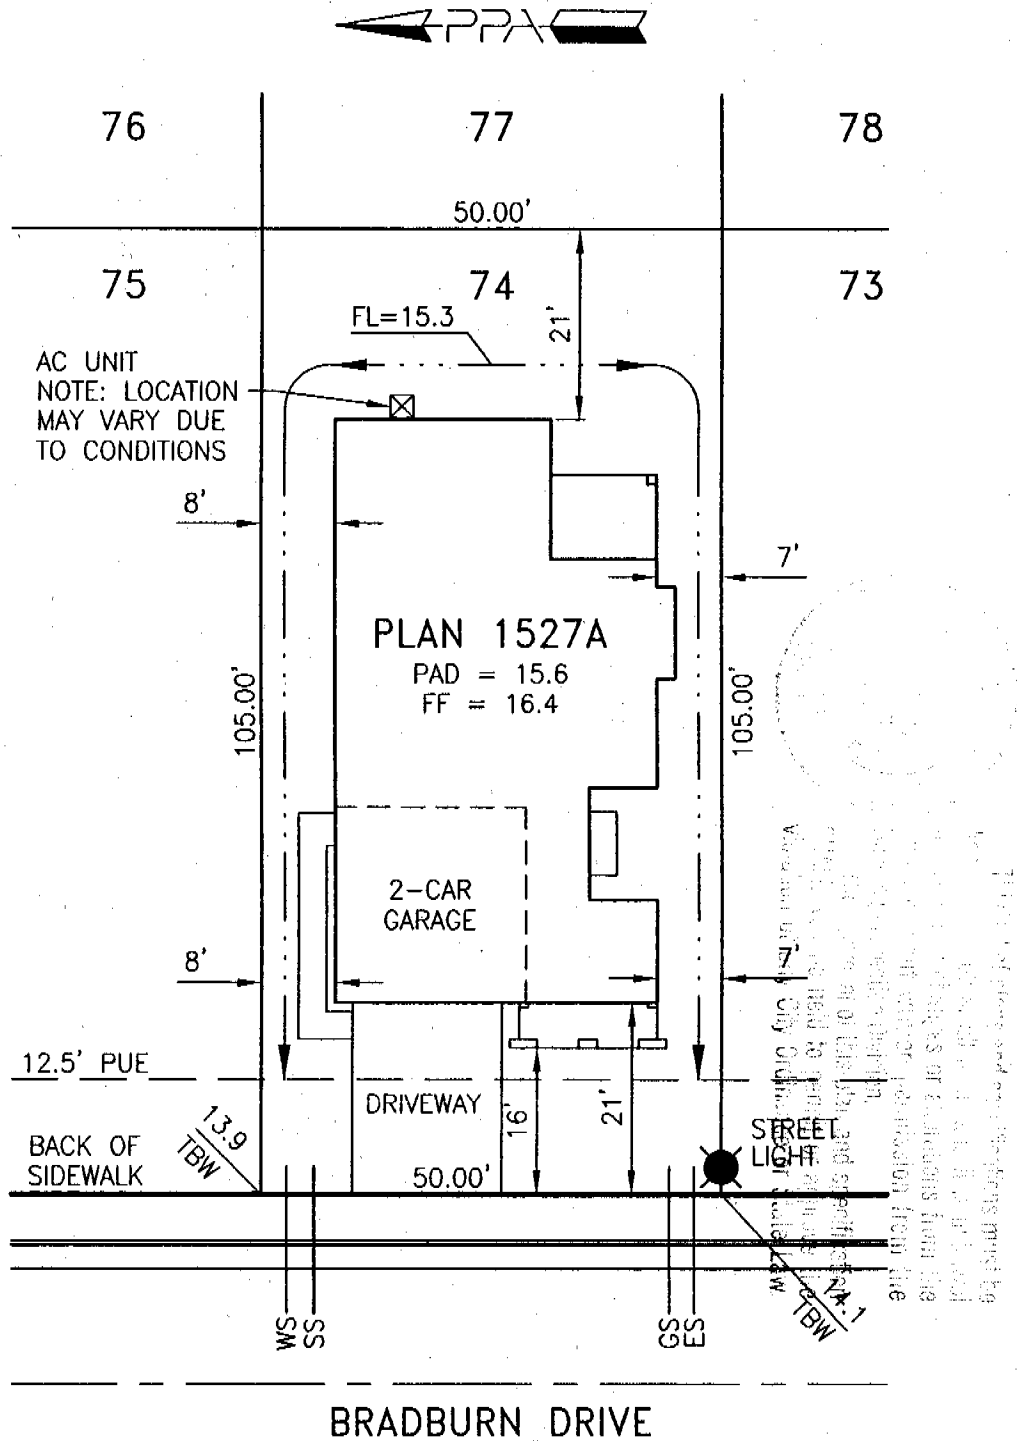 PPA
76
77
78
50.00'
75
74
73
FL=15.3
21'
AC UNIT
NOTE: LOCATION
MAY VARY DUE
TO CONDITIONS
8'
7'
PLAN 1527A
PAD = 15.6
FF = 16.4
105.00'
105.00'
2-CAR
GARAGE
8'
7'
12.5' PUE
DRIVEWAY
16'
21'
13.9
TBW
BACK OF
SIDEWALK
50.00'
STREET
LIGHT
14.1
TBW
WS
SS
GS
ES
BRADBURN DRIVE